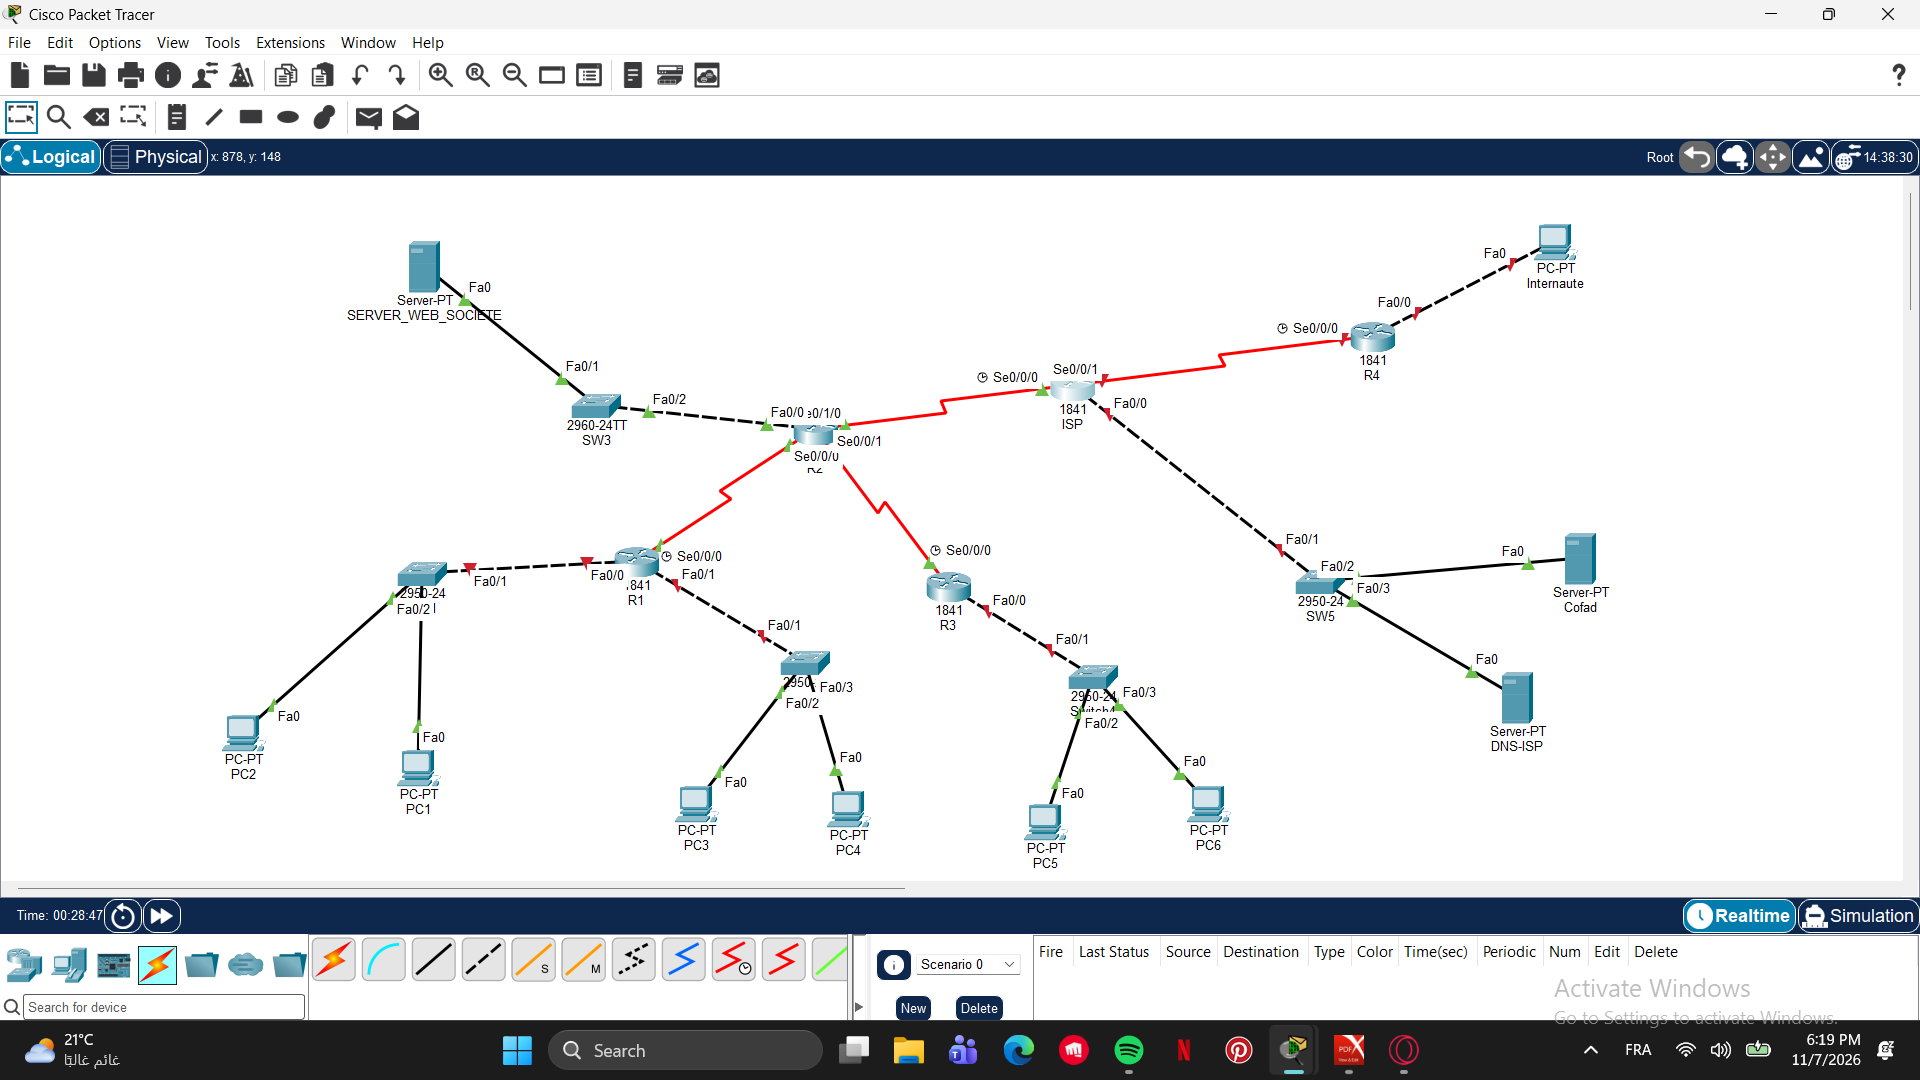 Cisco Packet Tracer
File Edit Options View Tools Extensions Window Help
Logical Physical x: 878, y: 148 Root 14:38:30
Fa0
Server-PT
SERVER_WEB_SOCIETE
Fa0/1
Fa0/2
2960-24TT
SW3
Fa0/0
Se0/0/1
Se0/0/0
R2
Se0/0/0
Se0/0/1
Fa0/0
1841
ISP
Se0/0/0
Fa0/0
1841
R4
Fa0
PC-PT
Internaute
Fa0/1
Fa0/2
Fa0/3
2950-24
SW5
Fa0
Server-PT
Cofad
Fa0
Server-PT
DNS-ISP
Fa0/1
2950-24
Fa0/2
Fa0/0
Se0/0/0
Fa0/1
R1
Se0/0/0
Fa0/0
1841
R3
Fa0/1
Fa0/3
Fa0/2
Fa0/1
2950-24
Switch4
Fa0/3
Fa0/2
Fa0
PC-PT
PC2
Fa0
PC-PT
PC1
Fa0
PC-PT
PC3
Fa0
PC-PT
PC4
Fa0
PC-PT
PC5
Fa0
PC-PT
PC6
Time: 00:28:47 Realtime Simulation
S M
Search for device
Scenario 0
New Delete
Fire Last Status Source Destination Type Color Time(sec) Periodic Num Edit Delete
Activate Windows
Go to Settings to activate Windows.
21°C
غائم غالبًا
Search
FRA
6:19 PM
11/7/2026